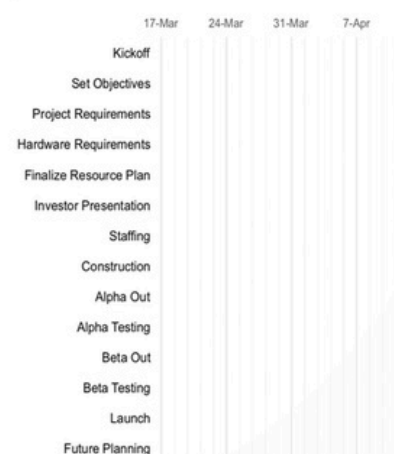 17-Mar 24-Mar 31-Mar 7-Apr
Kickoff
Set Objectives
Project Requirements
Hardware Requirements
Finalize Resource Plan
Investor Presentation
Staffing
Construction
Alpha Out
Alpha Testing
Beta Out
Beta Testing
Launch
Future Planning